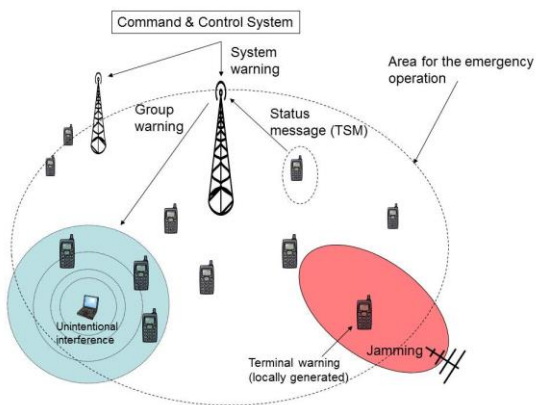 Command & Control System
System
warning
Area for the emergency
operation
Group
warning
Status
message (TSM)
Unintentional
interference
Terminal warning
(locally generated)
Jamming